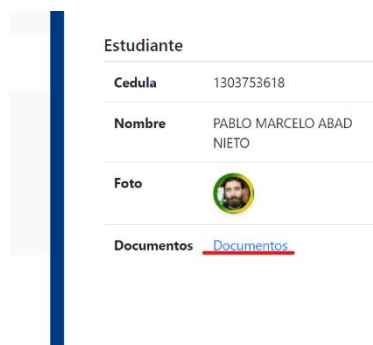 Estudiante
Cedula 1303753618
Nombre PABLO MARCELO ABAD
NIETO
Foto
Documentos Documentos